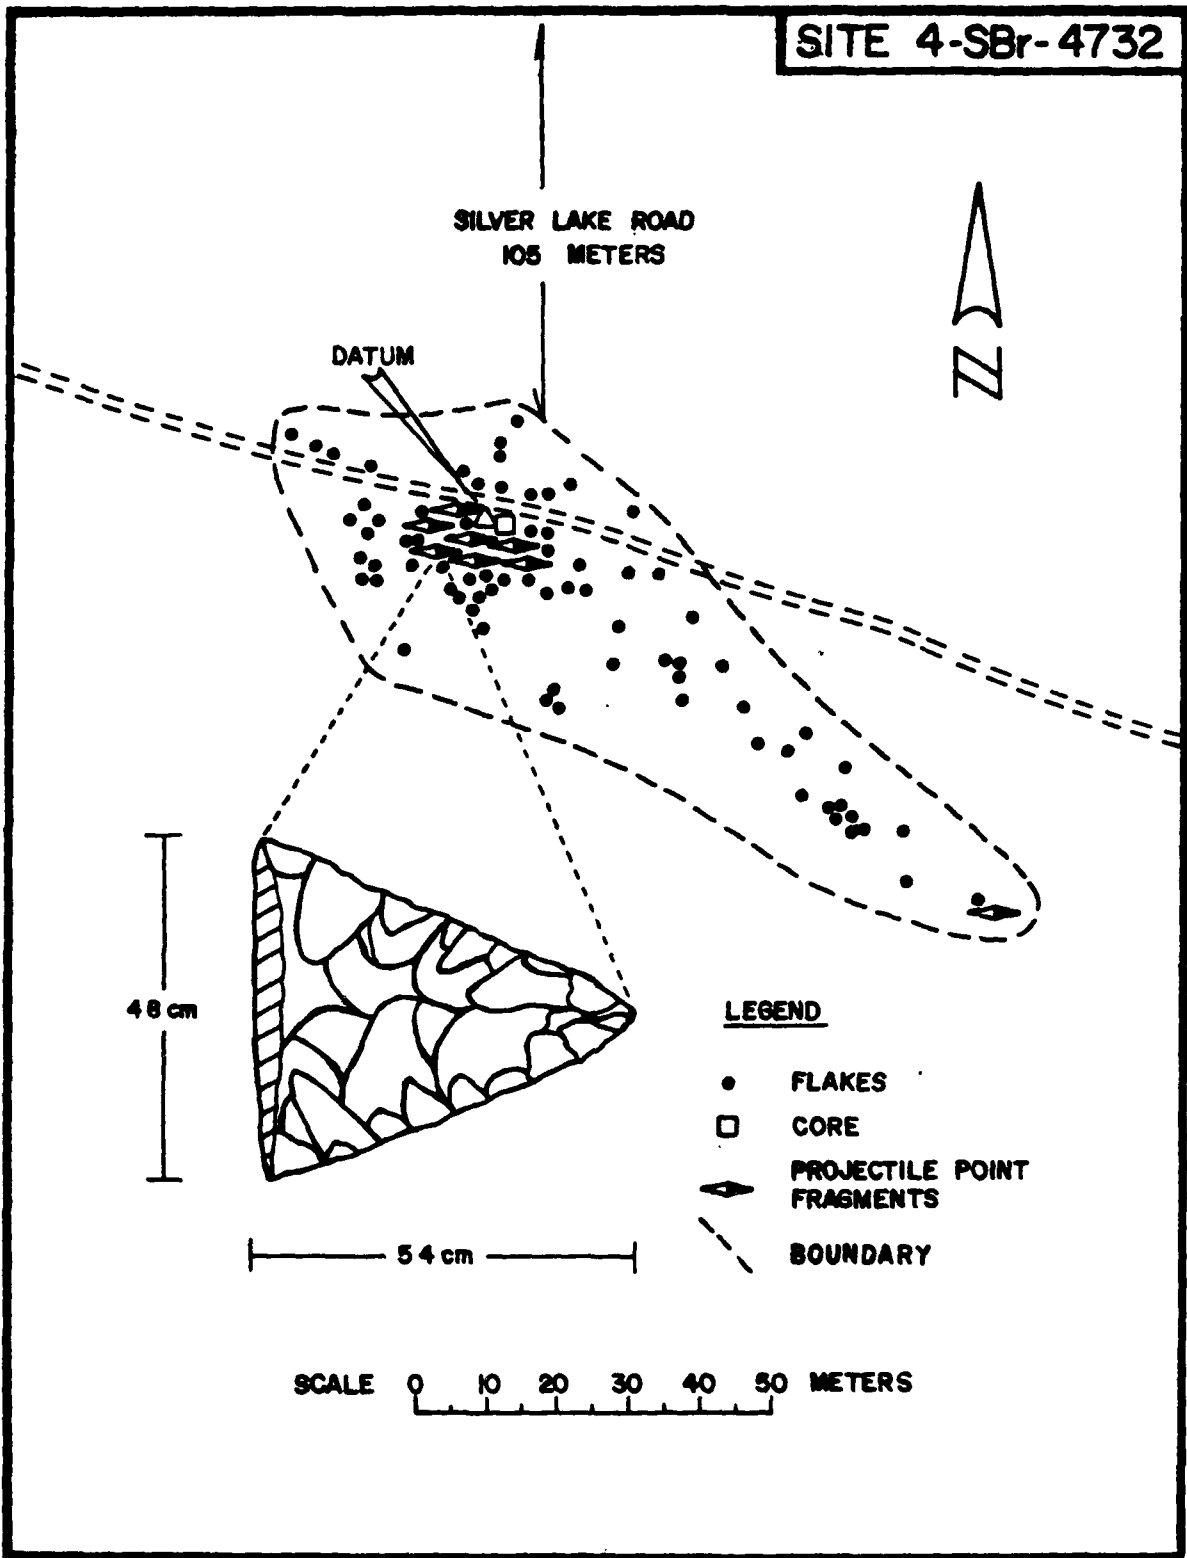 SITE 4-SBr-4732
SILVER LAKE ROAD
105 METERS
N
DATUM
48 cm
54 cm
LEGEND
FLAKES
CORE
PROJECTILE POINT
FRAGMENTS
BOUNDARY
SCALE 0 10 20 30 40 50 METERS